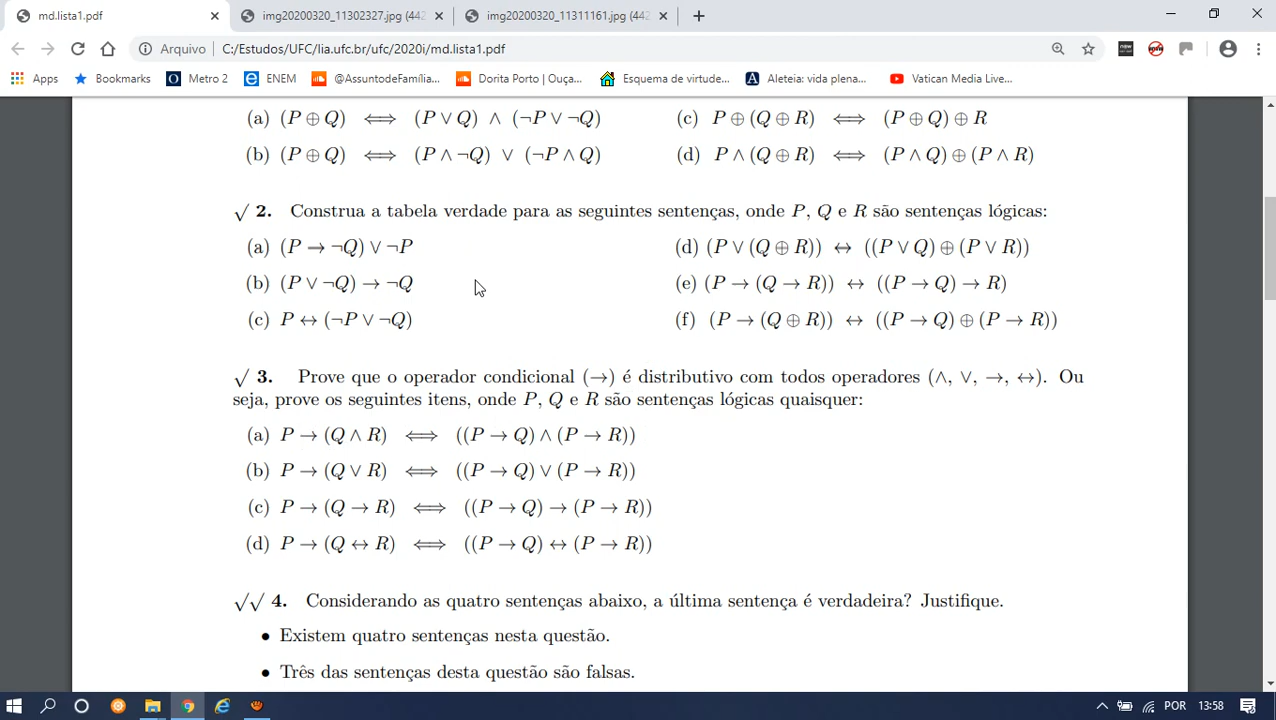 md.lista1.pdf
img20200320_11302327.jpg (442
img20200320_11311161.jpg (442
Arquivo | C:/Estudos/UFC/lia.ufc.br/ufc/2020i/md.lista1.pdf
Apps Bookmarks Metro 2 ENEM @AssuntodeFamília... Dorita Porto | Ouça... Esquema de virtude... Aleteia: vida plena... Vatican Media Live...
(a) (P ⊕ Q) ⟺ (P ∨ Q) ∧ (¬P ∨ ¬Q)
(c) P ⊕ (Q ⊕ R) ⟺ (P ⊕ Q) ⊕ R
(b) (P ⊕ Q) ⟺ (P ∧ ¬Q) ∨ (¬P ∧ Q)
(d) P ∧ (Q ⊕ R) ⟺ (P ∧ Q) ⊕ (P ∧ R)
√ 2. Construa a tabela verdade para as seguintes sentenças, onde P, Q e R são sentenças lógicas:
(a) (P → ¬Q) ∨ ¬P
(d) (P ∨ (Q ⊕ R)) ↔ ((P ∨ Q) ⊕ (P ∨ R))
(b) (P ∨ ¬Q) → ¬Q
(e) (P → (Q → R)) ↔ ((P → Q) → R)
(c) P ↔ (¬P ∨ ¬Q)
(f) (P → (Q ⊕ R)) ↔ ((P → Q) ⊕ (P → R))
√ 3. Prove que o operador condicional (→) é distributivo com todos operadores (∧, ∨, →, ↔). Ou
seja, prove os seguintes itens, onde P, Q e R são sentenças lógicas quaisquer:
(a) P → (Q ∧ R) ⟺ ((P → Q) ∧ (P → R))
(b) P → (Q ∨ R) ⟺ ((P → Q) ∨ (P → R))
(c) P → (Q → R) ⟺ ((P → Q) → (P → R))
(d) P → (Q ↔ R) ⟺ ((P → Q) ↔ (P → R))
√√ 4. Considerando as quatro sentenças abaixo, a última sentença é verdadeira? Justifique.
• Existem quatro sentenças nesta questão.
• Três das sentenças desta questão são falsas.
POR 13:58